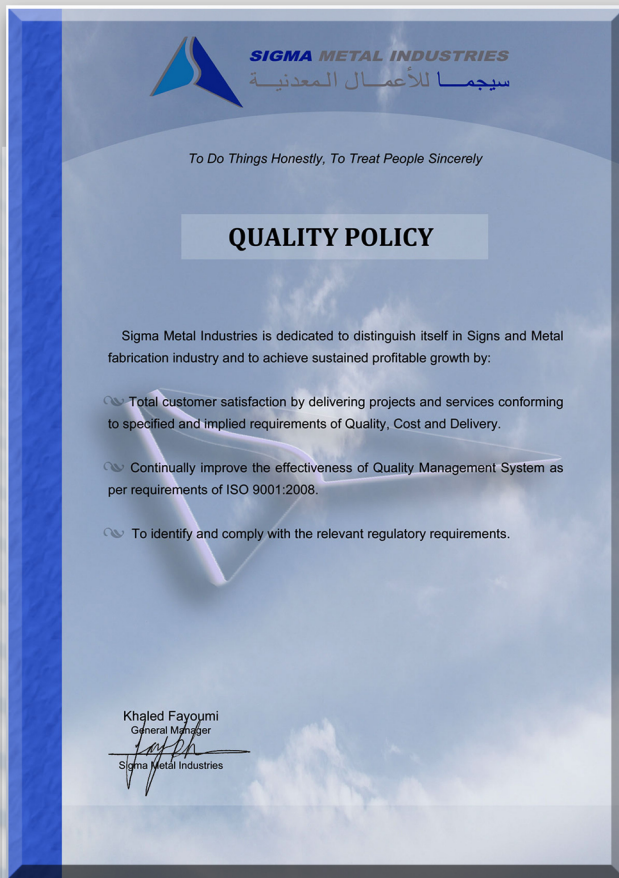 SIGMA METAL INDUSTRIES
سيجمــا للأعمــال الـمعدنيــة
To Do Things Honestly, To Treat People Sincerely
QUALITY POLICY
Sigma Metal Industries is dedicated to distinguish itself in Signs and Metal
fabrication industry and to achieve sustained profitable growth by:
Total customer satisfaction by delivering projects and services conforming
to specified and implied requirements of Quality, Cost and Delivery.
Continually improve the effectiveness of Quality Management System as
per requirements of ISO 9001:2008.
To identify and comply with the relevant regulatory requirements.
Khaled Fayoumi
General Manager
Sigma Metal Industries